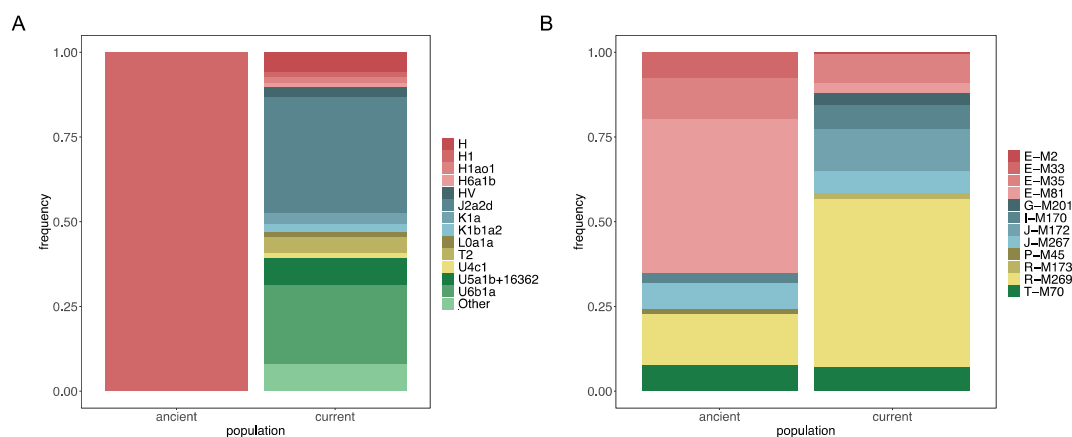 A
frequency
1.00
0.75
0.50
0.25
0.00
ancient
current
population
H
H1
H1ao1
H6a1b
HV
J2a2d
K1a
K1b1a2
L0a1a
T2
U4c1
U5a1b+16362
U6b1a
Other
B
frequency
1.00
0.75
0.50
0.25
0.00
ancient
current
population
E−M2
E−M33
E−M35
E−M81
G−M201
I−M170
J−M172
J−M267
P−M45
R−M173
R−M269
T−M70